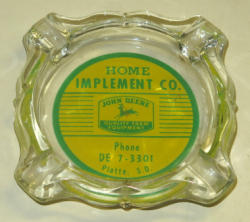 HOME
IMPLEMENT CO.
JOHN DEERE
QUALITY FARM
EQUIPMENT
Phone
DE 7-3301
Platte, S.D.